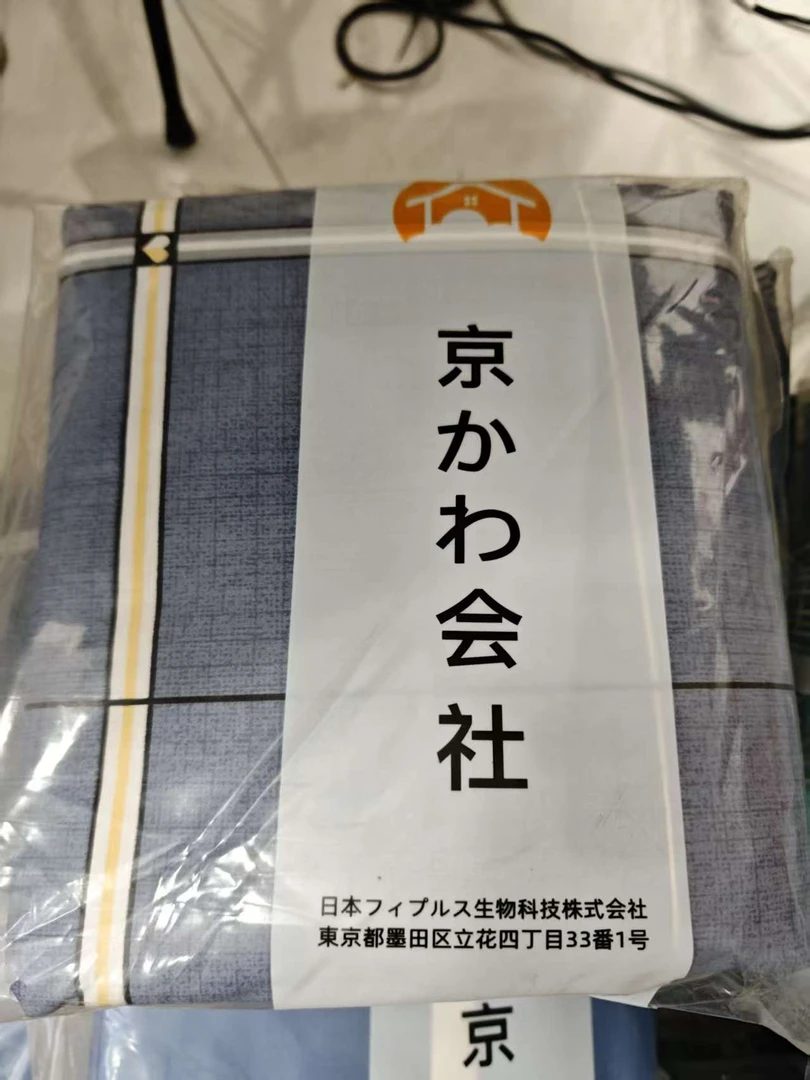 京かわ会社
日本フィプルス生物科技株式会社
東京都墨田区立花四丁目33番1号
京